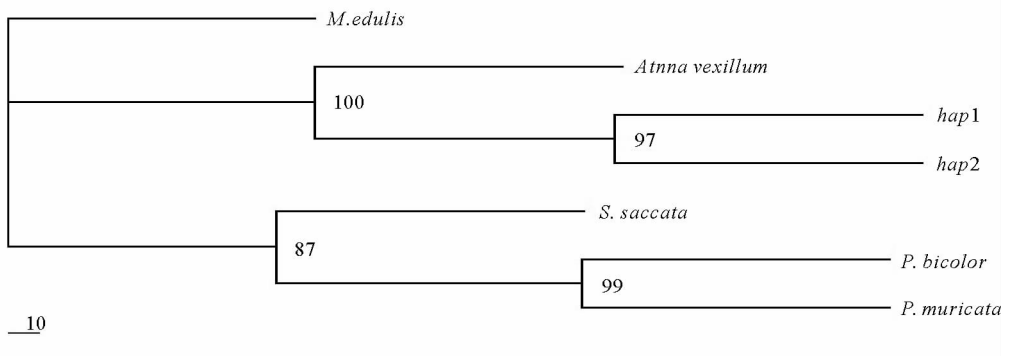 M.edulis
Atnna vexillum
100
hap1
97
hap2
S. saccata
87
P. bicolor
99
P. muricata
10